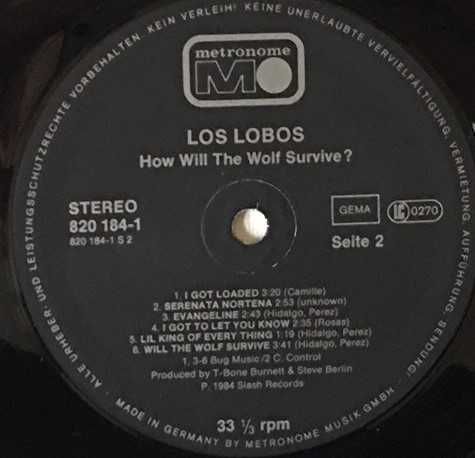 ALLE URHEBER- UND LEISTUNGSSCHUTZRECHTE VORBEHALTEN. KEIN VERLEIH! KEINE UNERLAUBTE VERVIELFÄLTIGUNG, VERMIETUNG, AUFFÜHRUNG, SENDUNG!
metronome
LOS LOBOS
How Will The Wolf Survive?
STEREO
820 184-1
820 184-1 S 2
GEMA
LC 0270
Seite 2
1. I GOT LOADED 3:20 (Camille)
2. SERENATA NORTENA 2:53 (unknown)
3. EVANGELINE 2:43 (Hidalgo, Perez)
4. I GOT TO LET YOU KNOW 2:35 (Rosas)
5. LIL KING OF EVERY THING 1:19 (Hidalgo, Perez)
6. WILL THE WOLF SURVIVE 3:41 (Hidalgo, Perez)
1, 3-6 Bug Music/2 C. Control
Produced by T-Bone Burnett & Steve Berlin
P. 1984 Slash Records
33 ⅓ rpm
MADE IN GERMANY BY METRONOME MUSIK GMBH